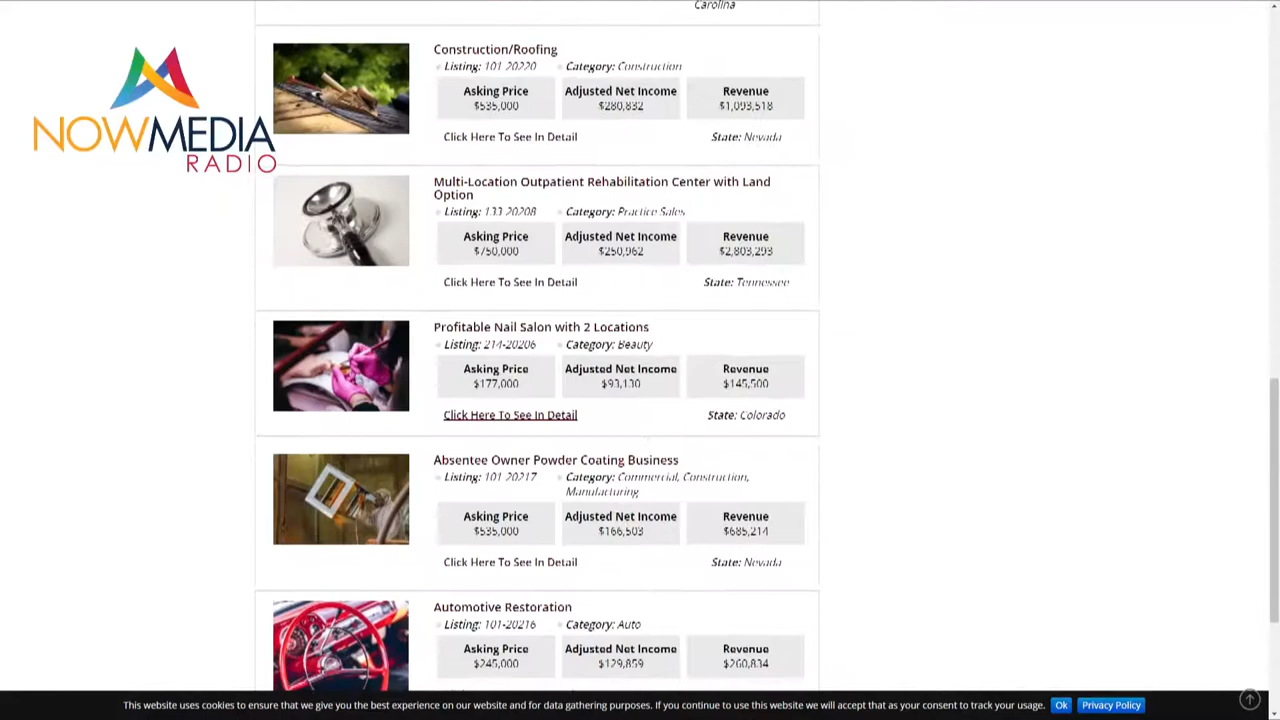 Carolina
NOWMEDIA
RADIO
Construction/Roofing
Listing: 101-20220 Category: Construction
Asking Price Adjusted Net Income Revenue
$535,000 $280,832 $1,093,518
Click Here To See In Detail State: Nevada
Multi-Location Outpatient Rehabilitation Center with Land
Option
Listing: 133-20208 Category: Practice Sales
Asking Price Adjusted Net Income Revenue
$750,000 $250,962 $2,803,293
Click Here To See In Detail State: Tennessee
Profitable Nail Salon with 2 Locations
Listing: 214-20206 Category: Beauty
Asking Price Adjusted Net Income Revenue
$177,000 $93,130 $145,500
Click Here To See In Detail State: Colorado
Absentee Owner Powder Coating Business
Listing: 101-20217 Category: Commercial, Construction,
Manufacturing
Asking Price Adjusted Net Income Revenue
$535,000 $166,503 $685,214
Click Here To See In Detail State: Nevada
Automotive Restoration
Listing: 101-20216 Category: Auto
Asking Price Adjusted Net Income Revenue
$245,000 $129,859 $260,834
This website uses cookies to ensure that we give you the best experience on our website and for data gathering purposes. If you continue to use this website we will accept that as your consent to track your usage. Ok Privacy Policy